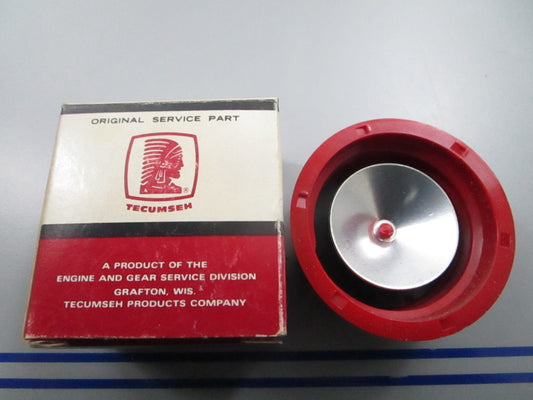 ORIGINAL SERVICE PART
®
TECUMSEH
A PRODUCT OF THE
ENGINE AND GEAR SERVICE DIVISION
GRAFTON, WIS.
TECUMSEH PRODUCTS COMPANY